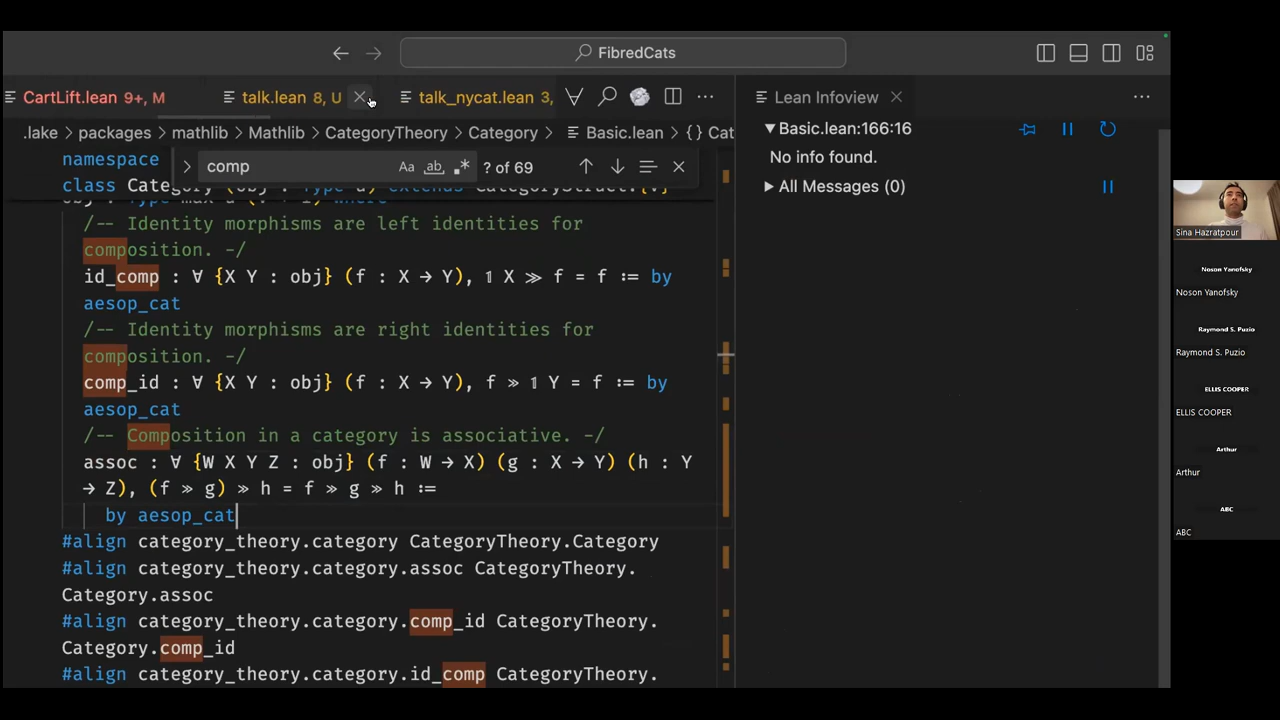 FibredCats
CartLift.lean 9+, M
talk.lean 8, U
talk_nycat.lean 3,
Lean Infoview
.lake > packages > mathlib > Mathlib > CategoryTheory > Category > Basic.lean > {} Cat
Basic.lean:166:16
No info found.
All Messages (0)
namespace
comp
Aa
ab
.*
? of 69
/-- Identity morphisms are left identities for
composition. -/
id_comp : ∀ {X Y : obj} (f : X → Y), 𝟙 X ≫ f = f := by
aesop_cat
/-- Identity morphisms are right identities for
composition. -/
comp_id : ∀ {X Y : obj} (f : X → Y), f ≫ 𝟙 Y = f := by
aesop_cat
/-- Composition in a category is associative. -/
assoc : ∀ {W X Y Z : obj} (f : W → X) (g : X → Y) (h : Y
→ Z), (f ≫ g) ≫ h = f ≫ g ≫ h :=
by aesop_cat
#align category_theory.category CategoryTheory.Category
#align category_theory.category.assoc CategoryTheory.
Category.assoc
#align category_theory.category.comp_id CategoryTheory.
Category.comp_id
#align category_theory.category.id_comp CategoryTheory.
Sina Hazratpour
Noson Yanofsky
Noson Yanofsky
Raymond S. Puzio
Raymond S. Puzio
ELLIS COOPER
ELLIS COOPER
Arthur
Arthur
ABC
ABC